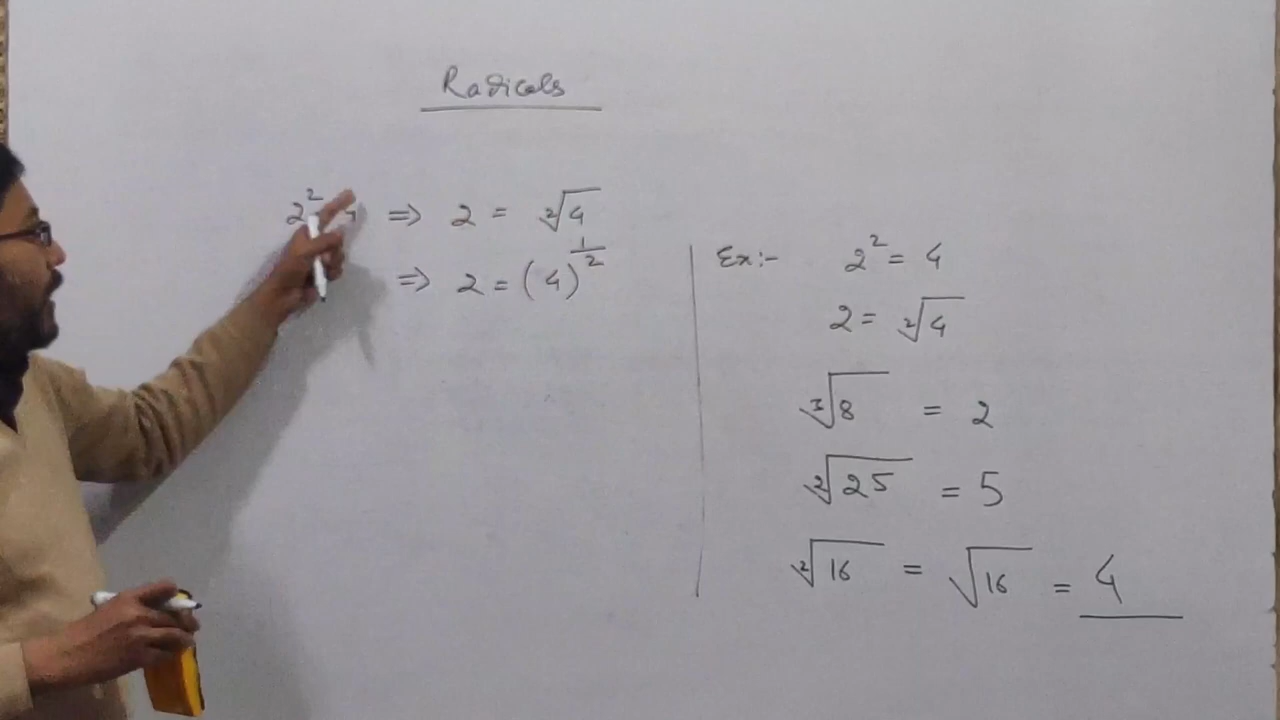 Radicals
2² 4 ⇒ 2 = ²√4
⇒ 2 = (4)^(1/2)
Ex:- 2² = 4
2 = ²√4
³√8 = 2
²√25 = 5
²√16 = √16 = 4